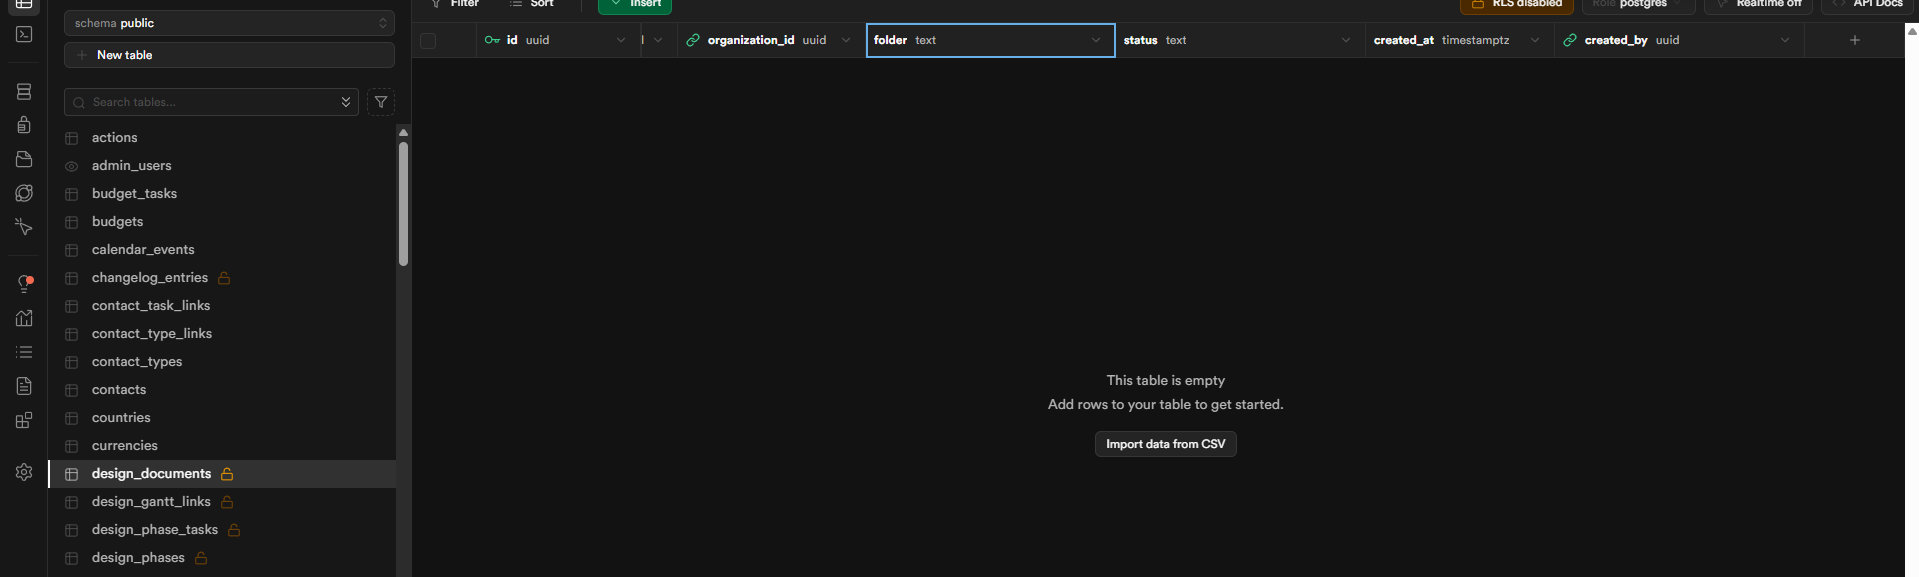 Filter
Sort
Insert
RLS disabled
Role postgres
Realtime off
API Docs
schema public
New table
Search tables...
id uuid
organization_id uuid
folder text
status text
created_at timestamptz
created_by uuid
actions
admin_users
budget_tasks
budgets
calendar_events
changelog_entries
contact_task_links
contact_type_links
contact_types
contacts
countries
currencies
design_documents
design_gantt_links
design_phase_tasks
design_phases
This table is empty
Add rows to your table to get started.
Import data from CSV